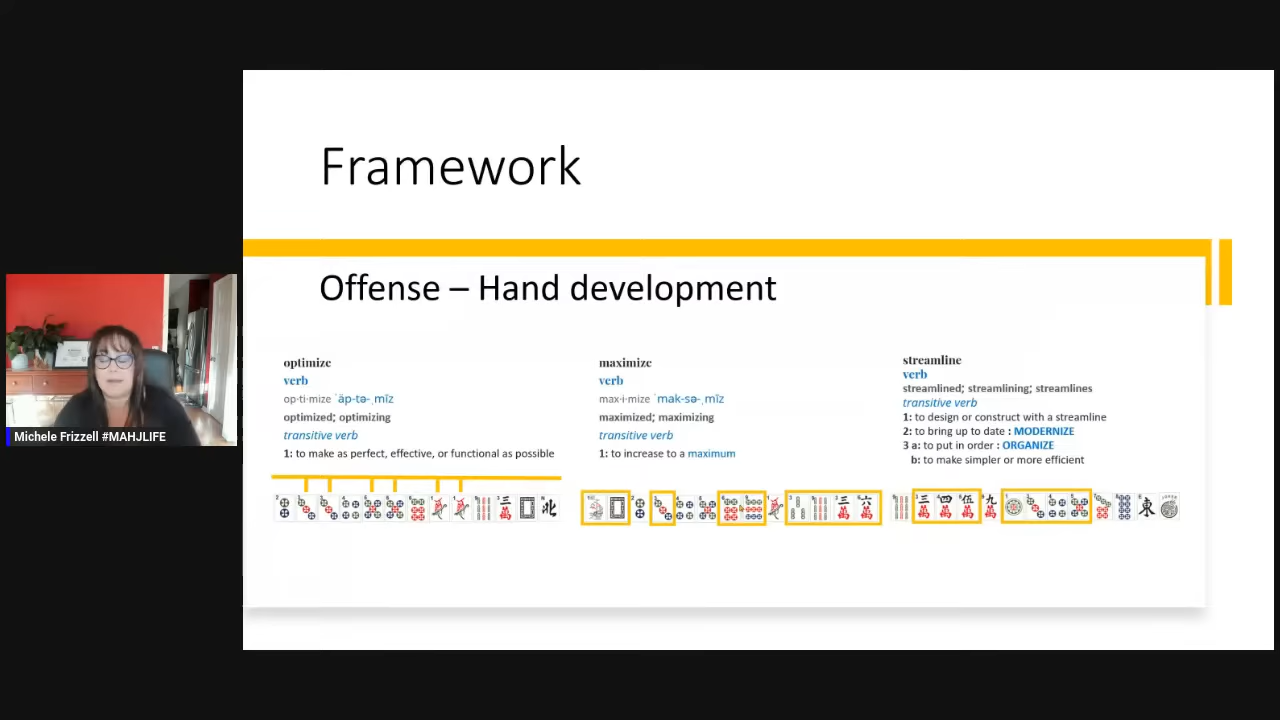 Framework
Offense – Hand development
optimize
verb
op·ti·mize ˈäp-tə-ˌmīz
optimized; optimizing
transitive verb
1: to make as perfect, effective, or functional as possible
maximize
verb
max·i·mize ˈmak-sə-ˌmīz
maximized; maximizing
transitive verb
1: to increase to a maximum
streamline
verb
streamlined; streamlining; streamlines
transitive verb
1: to design or construct with a streamline
2: to bring up to date : MODERNIZE
3 a: to put in order : ORGANIZE
b: to make simpler or more efficient
Michele Frizzell #MAHJLIFE